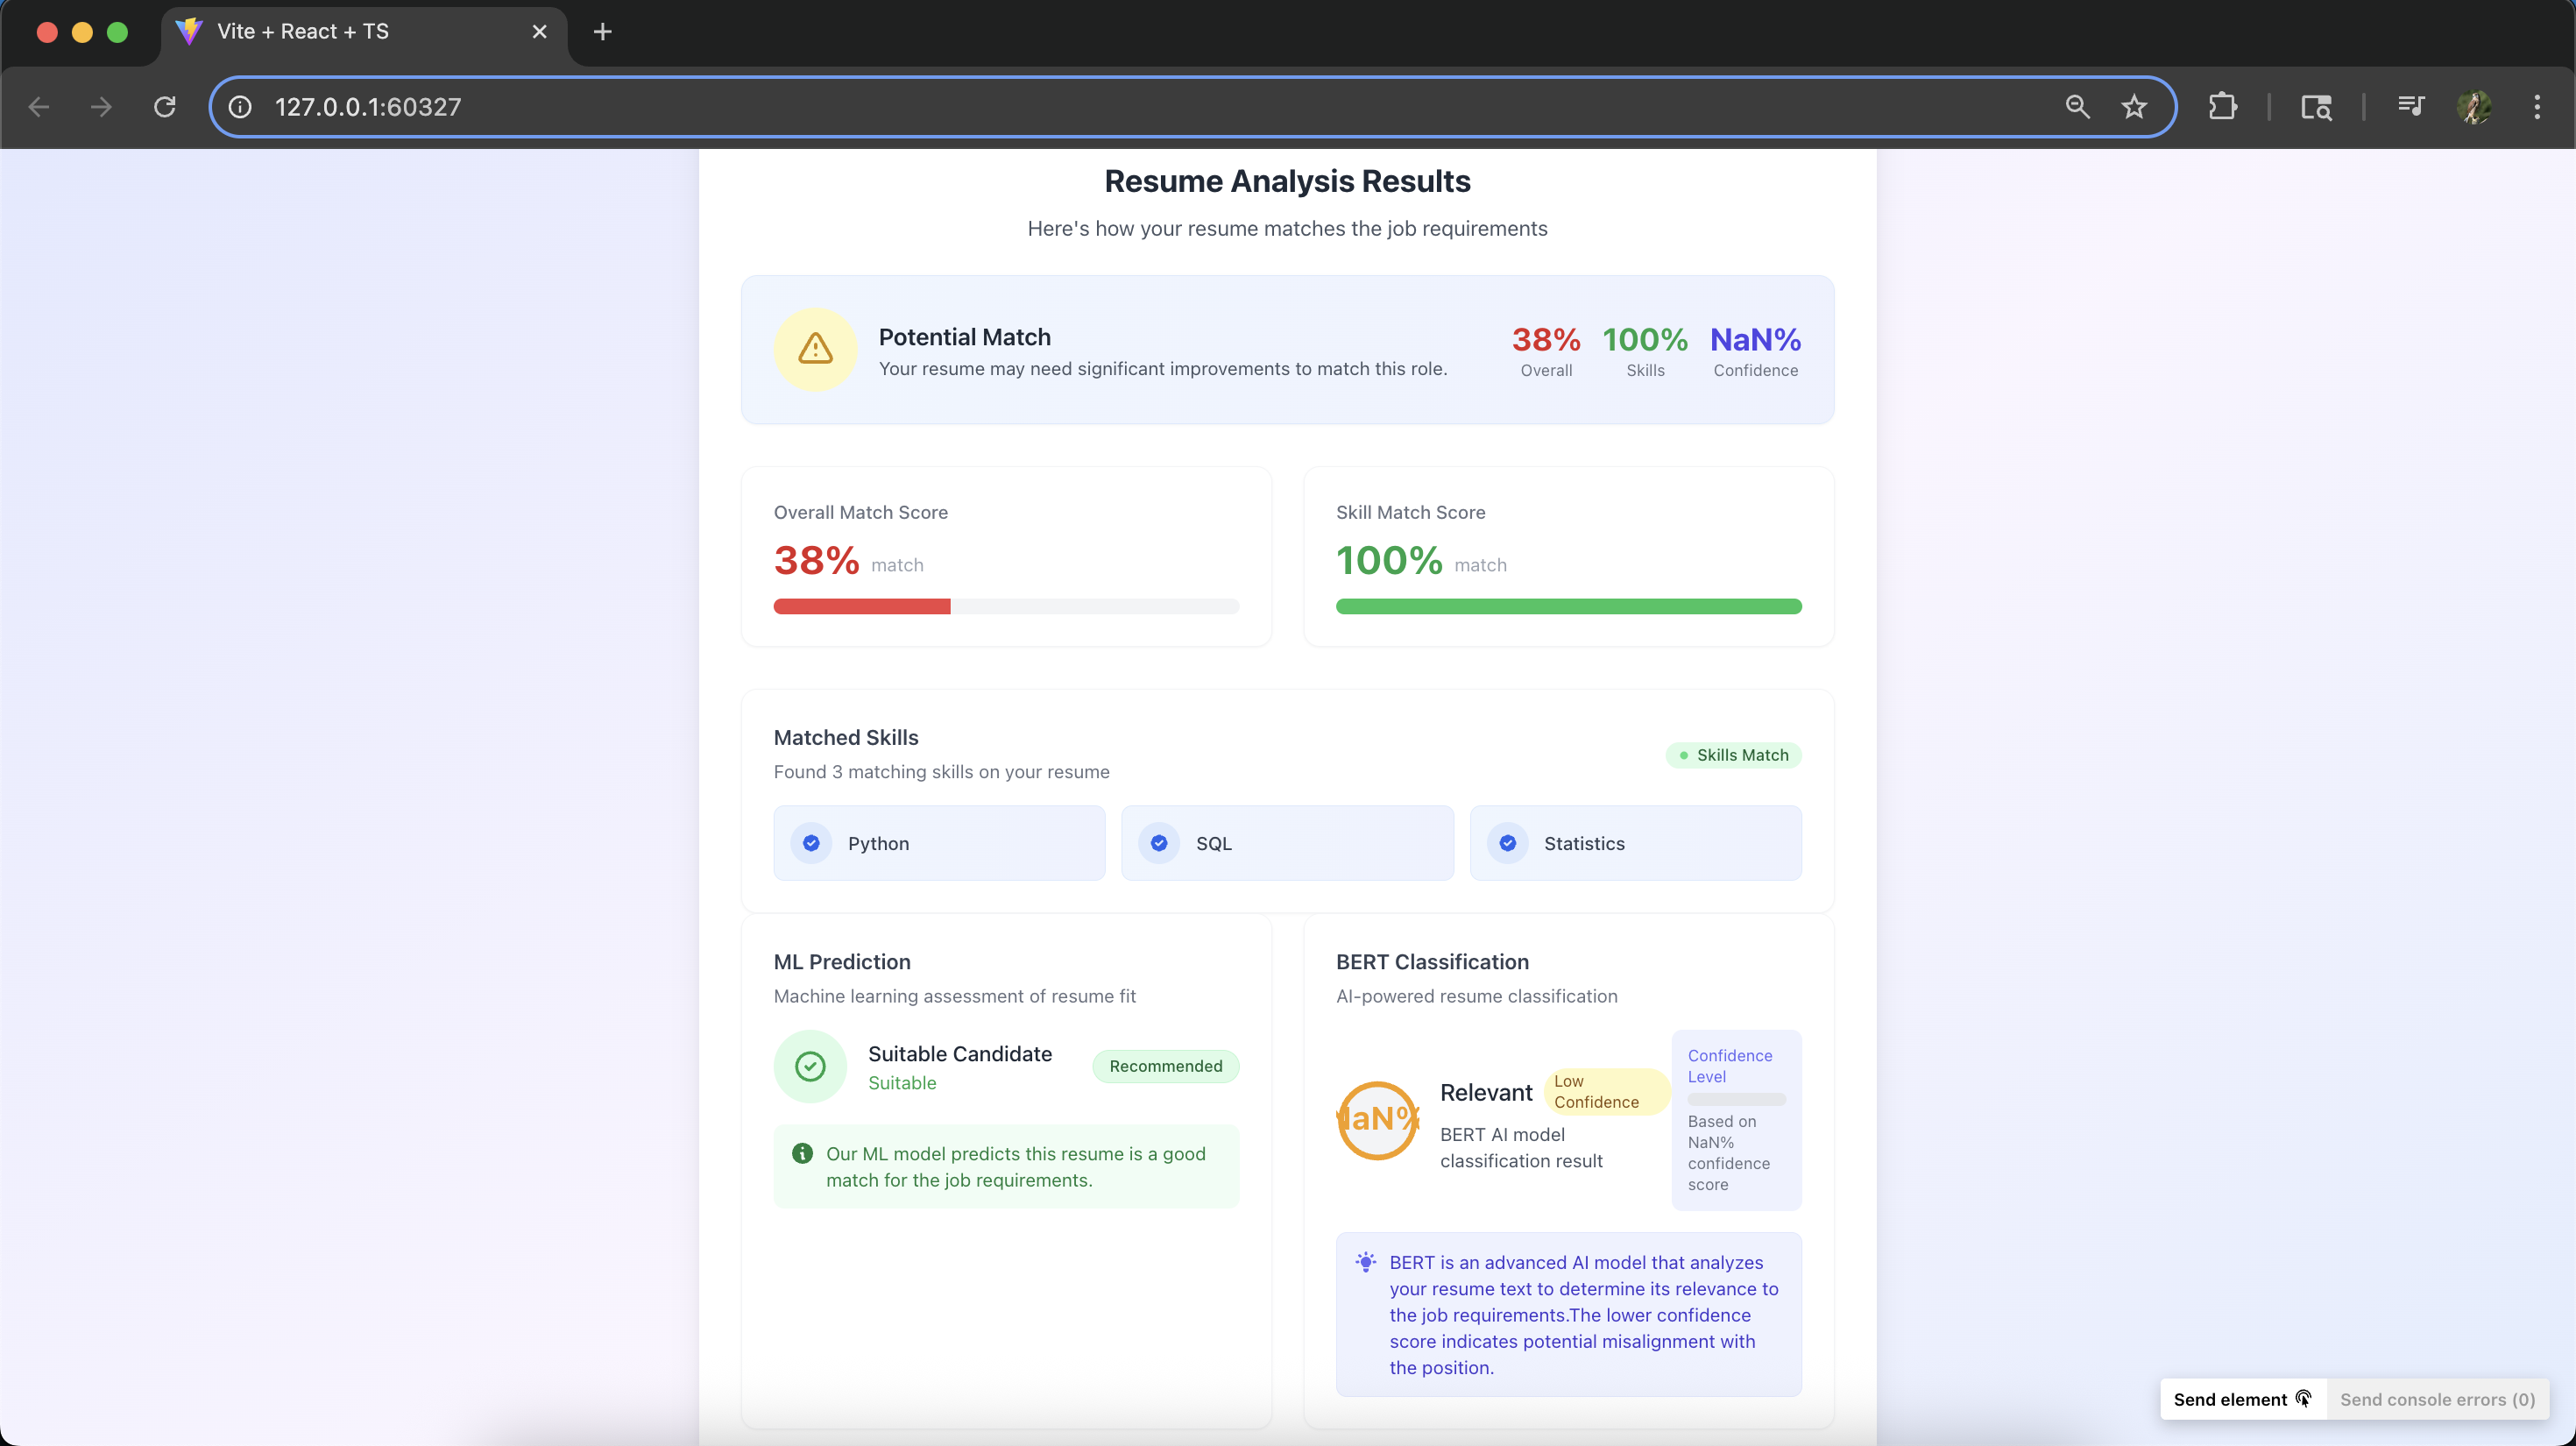 Vite + React + TS
127.0.0.1:60327
Resume Analysis Results
Here's how your resume matches the job requirements
Potential Match
Your resume may need significant improvements to match this role.
38% 100% NaN%
Overall Skills Confidence
Overall Match Score
38% match
Skill Match Score
100% match
Matched Skills
Found 3 matching skills on your resume
Skills Match
Python
SQL
Statistics
ML Prediction
Machine learning assessment of resume fit
Suitable Candidate
Suitable
Recommended
Our ML model predicts this resume is a good
match for the job requirements.
BERT Classification
AI-powered resume classification
NaN%
Relevant
Low
Confidence
BERT AI model
classification result
Confidence
Level
Based on
NaN%
confidence
score
BERT is an advanced AI model that analyzes
your resume text to determine its relevance to
the job requirements.The lower confidence
score indicates potential misalignment with
the position.
Send element
Send console errors (0)